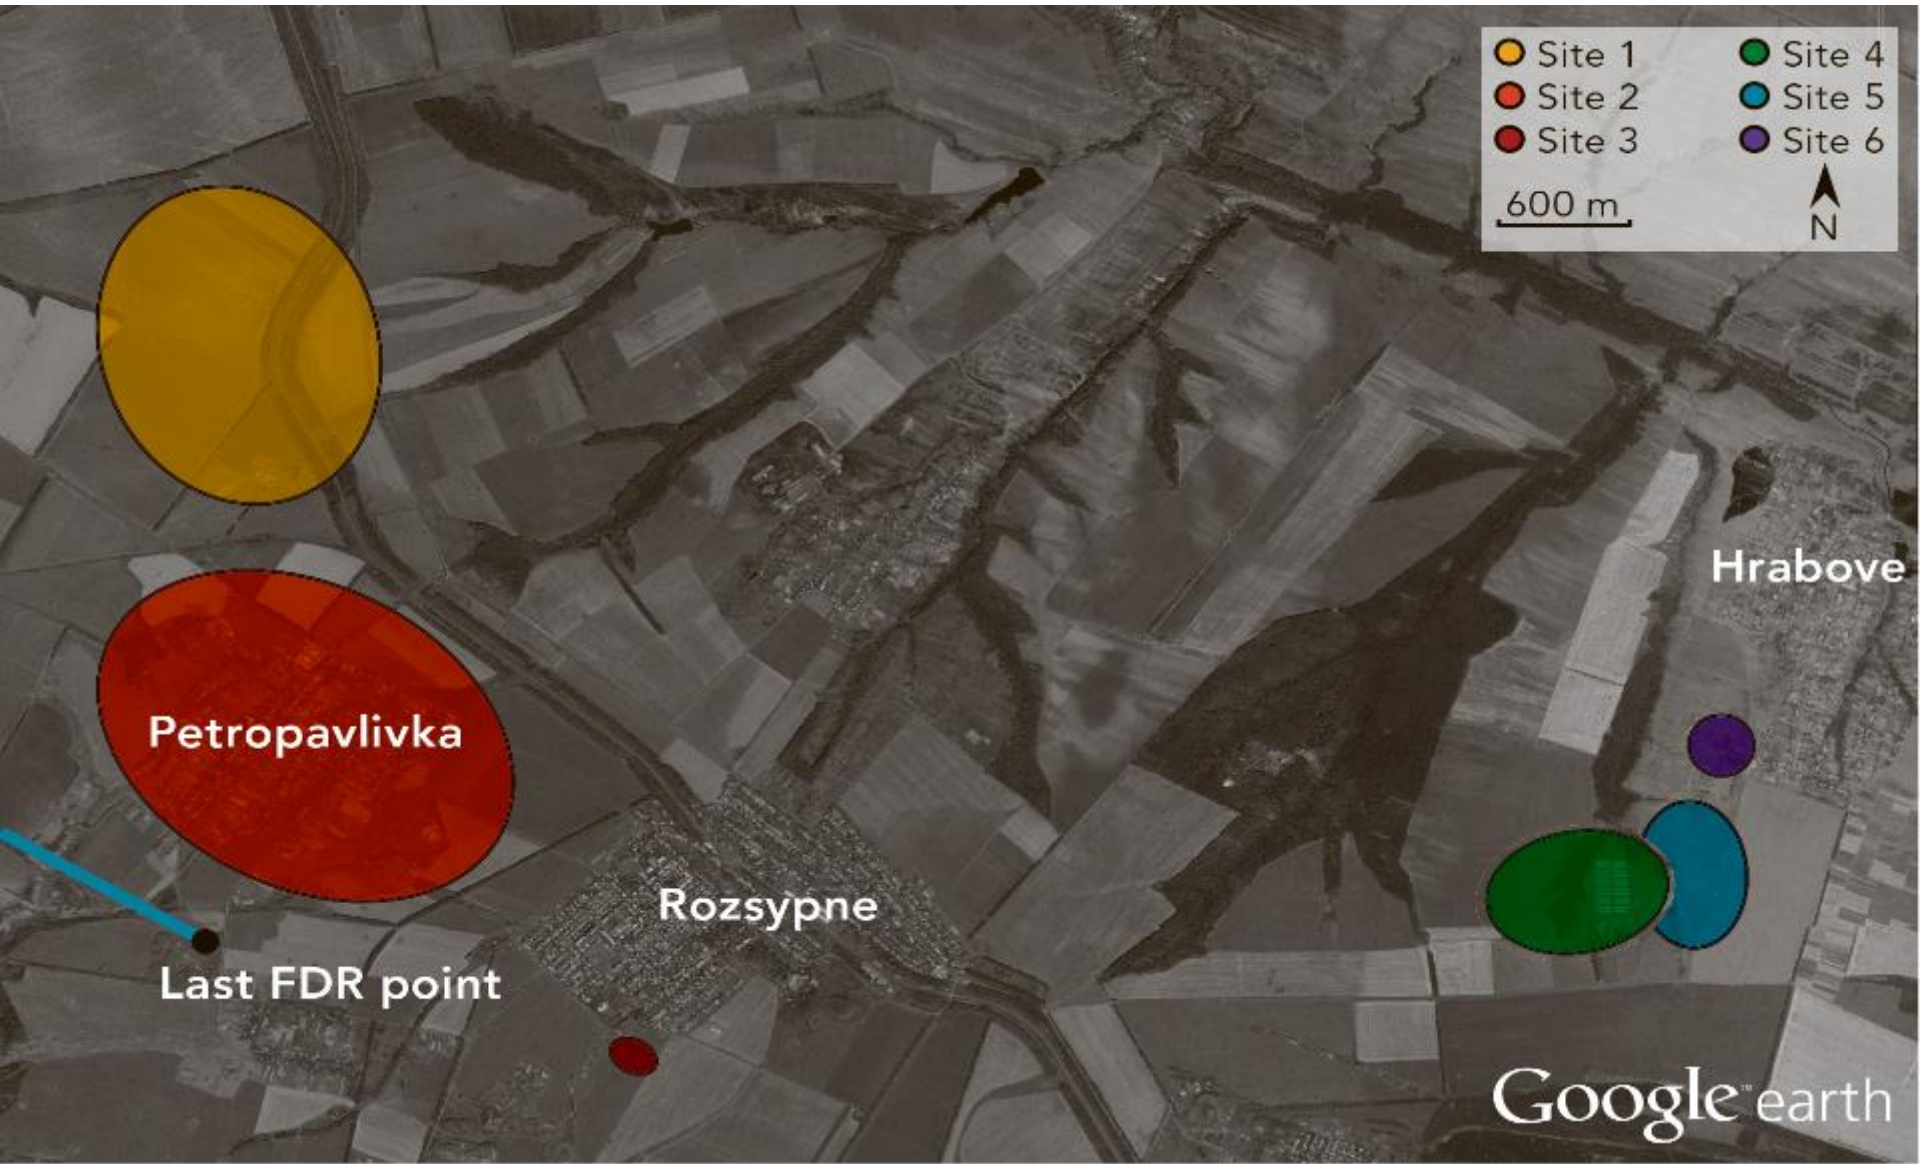 Site 1
Site 4
Site 2
Site 5
Site 3
Site 6
600 m
N
Hrabove
Petropavlivka
Rozsypne
Last FDR point
Google™ earth